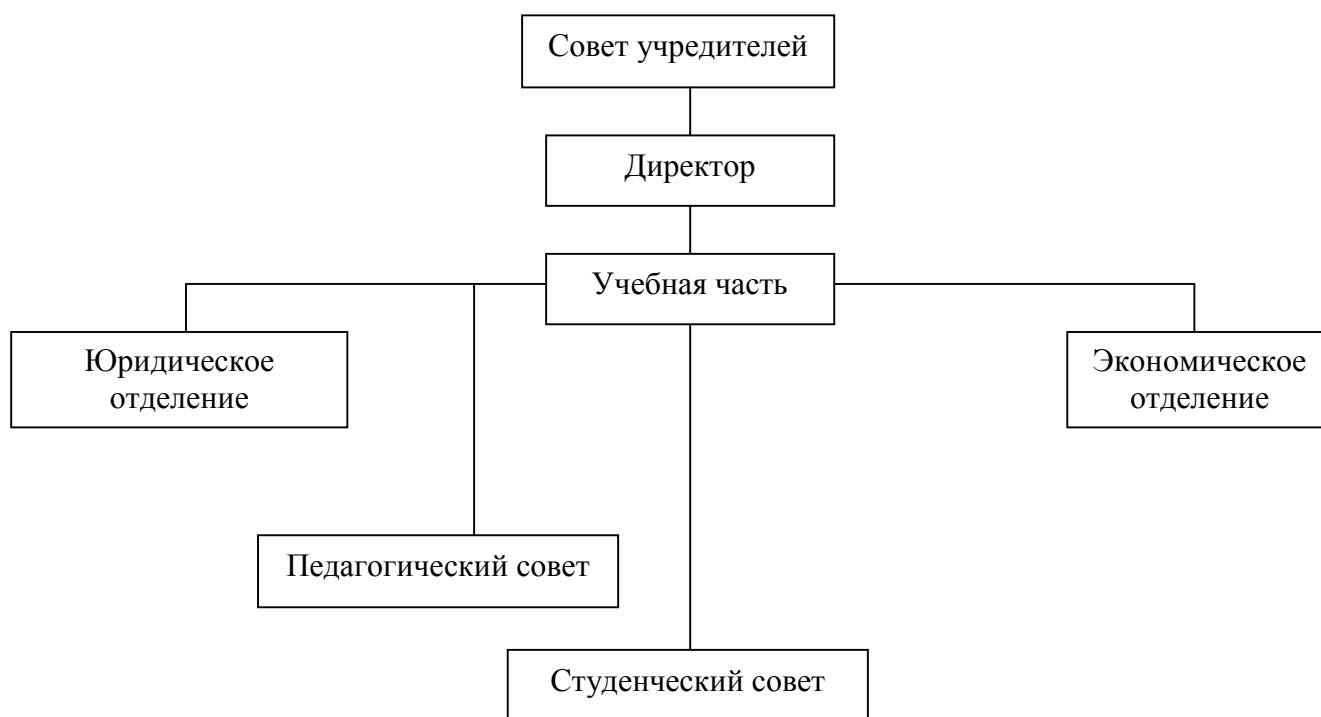 Совет учредителей
Директор
Учебная часть
Юридическое
отделение
Экономическое
отделение
Педагогический совет
Студенческий совет